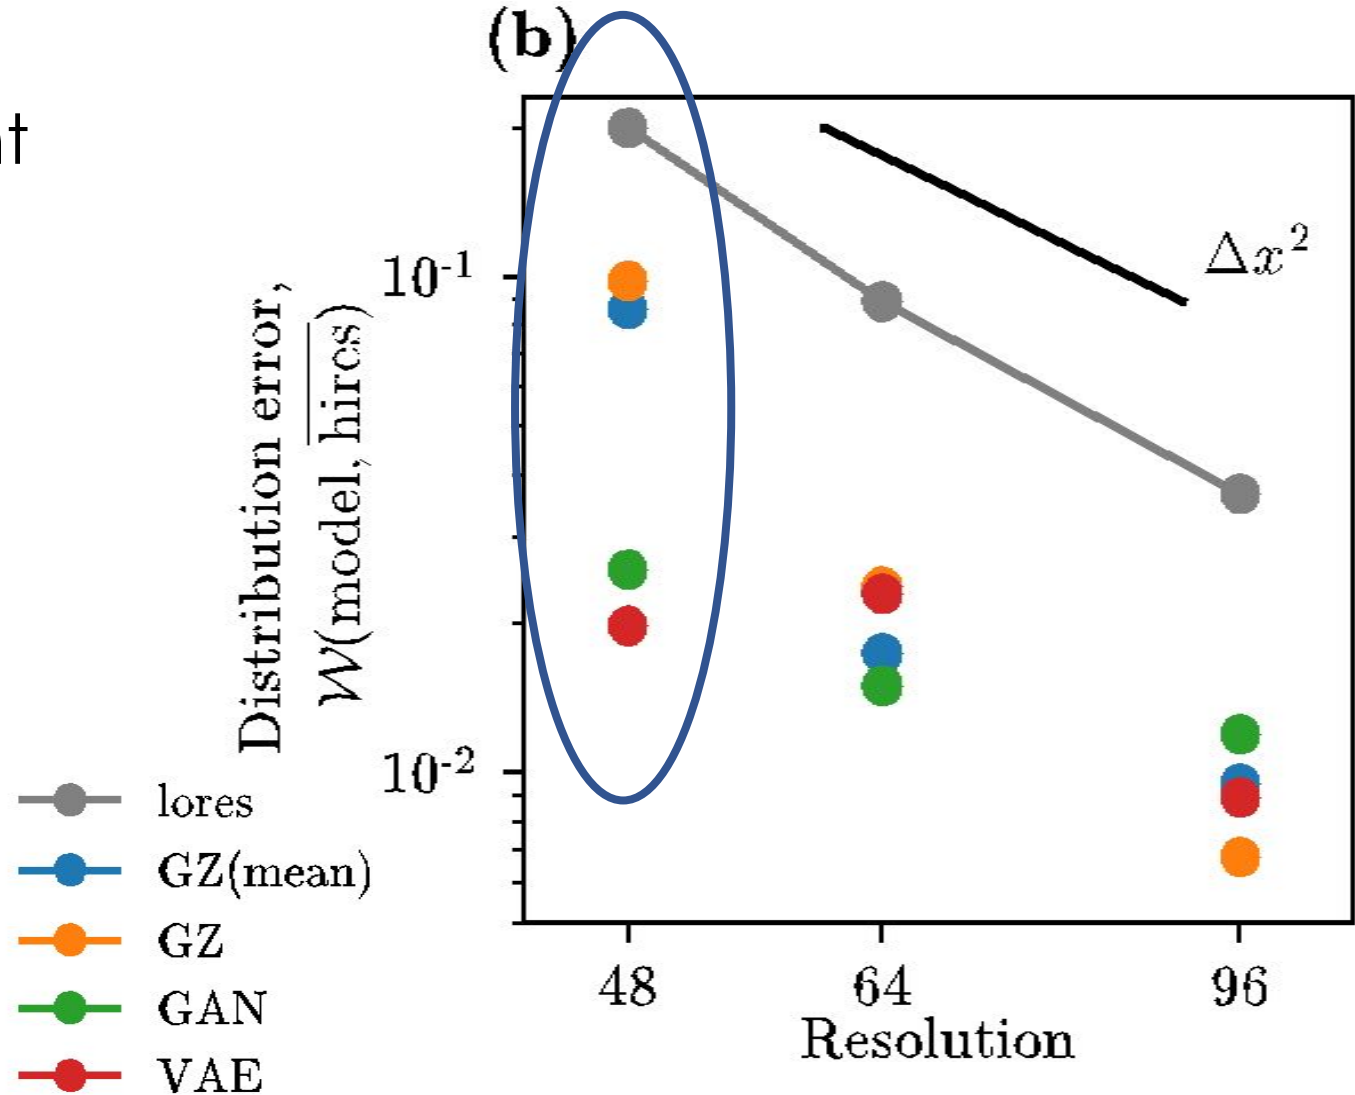 (b)
nt
Δx²
10⁻¹
10⁻²
Distribution error,
𝒲(model, hires)
lores
GZ(mean)
GZ
GAN
VAE
48 64 96
Resolution